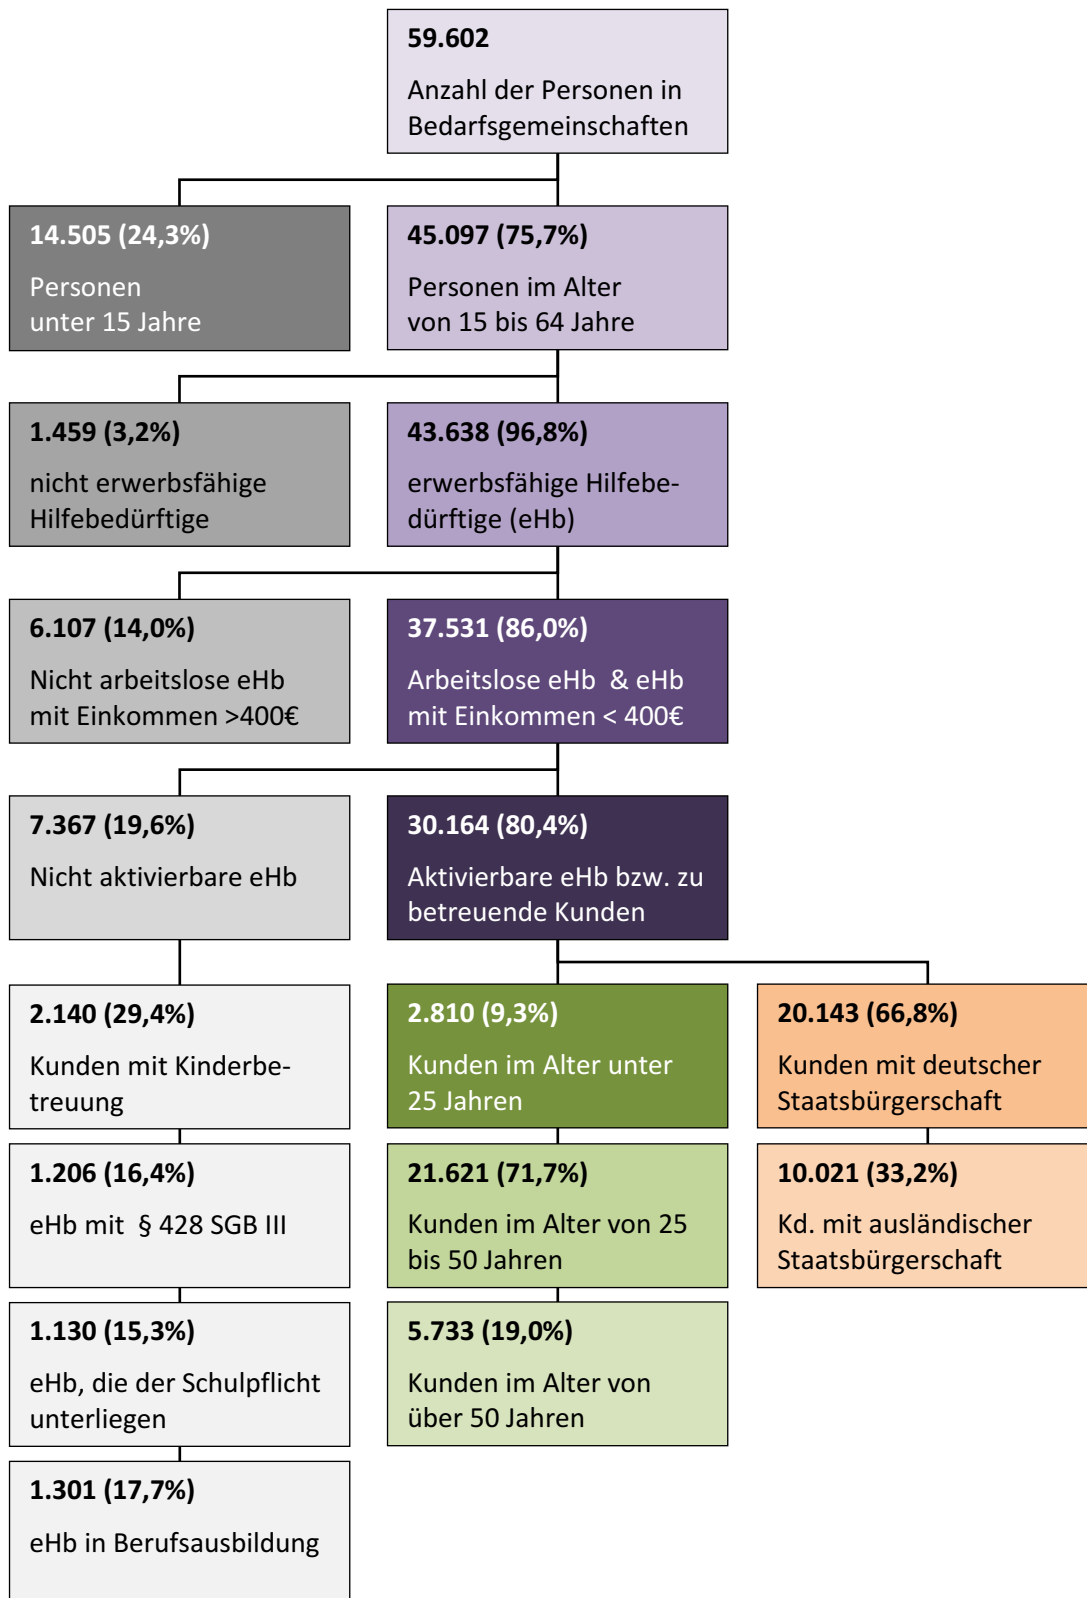 59.602
Anzahl der Personen in
Bedarfsgemeinschaften
14.505 (24,3%)
Personen
unter 15 Jahre
45.097 (75,7%)
Personen im Alter
von 15 bis 64 Jahre
1.459 (3,2%)
nicht erwerbsfähige
Hilfebedürftige
43.638 (96,8%)
erwerbsfähige Hilfebe-
dürftige (eHb)
6.107 (14,0%)
Nicht arbeitslose eHb
mit Einkommen >400€
37.531 (86,0%)
Arbeitslose eHb & eHb
mit Einkommen < 400€
7.367 (19,6%)
Nicht aktivierbare eHb
30.164 (80,4%)
Aktivierbare eHb bzw. zu
betreuende Kunden
2.140 (29,4%)
Kunden mit Kinderbe-
treuung
2.810 (9,3%)
Kunden im Alter unter
25 Jahren
20.143 (66,8%)
Kunden mit deutscher
Staatsbürgerschaft
1.206 (16,4%)
eHb mit § 428 SGB III
21.621 (71,7%)
Kunden im Alter von 25
bis 50 Jahren
10.021 (33,2%)
Kd. mit ausländischer
Staatsbürgerschaft
1.130 (15,3%)
eHb, die der Schulpflicht
unterliegen
5.733 (19,0%)
Kunden im Alter von
über 50 Jahren
1.301 (17,7%)
eHb in Berufsausbildung